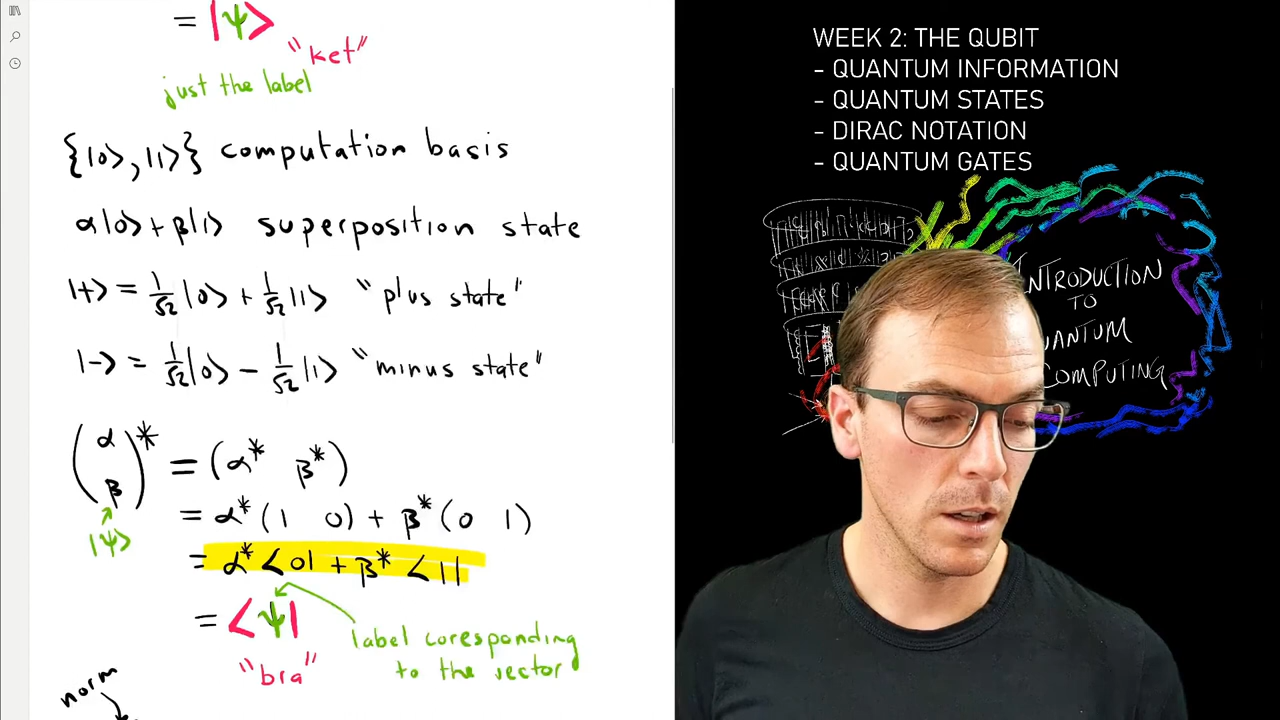 = |ψ>
"ket"
just the label
{|0>, |1>} computation basis
α|0> + β|1> superposition state
|+> = 1/√2 |0> + 1/√2 |1> "plus state"
|-> = 1/√2 |0> - 1/√2 |1> "minus state"
(α β)* = (α* β*)
|ψ>
= α* (1 0) + β* (0 1)
= α* <0| + β* <1|
= <ψ|
"bra"
label coresponding
to the vector
norm
WEEK 2: THE QUBIT
- QUANTUM INFORMATION
- QUANTUM STATES
- DIRAC NOTATION
- QUANTUM GATES
INTRODUCTION
TO
UANTUM
COMPUTING